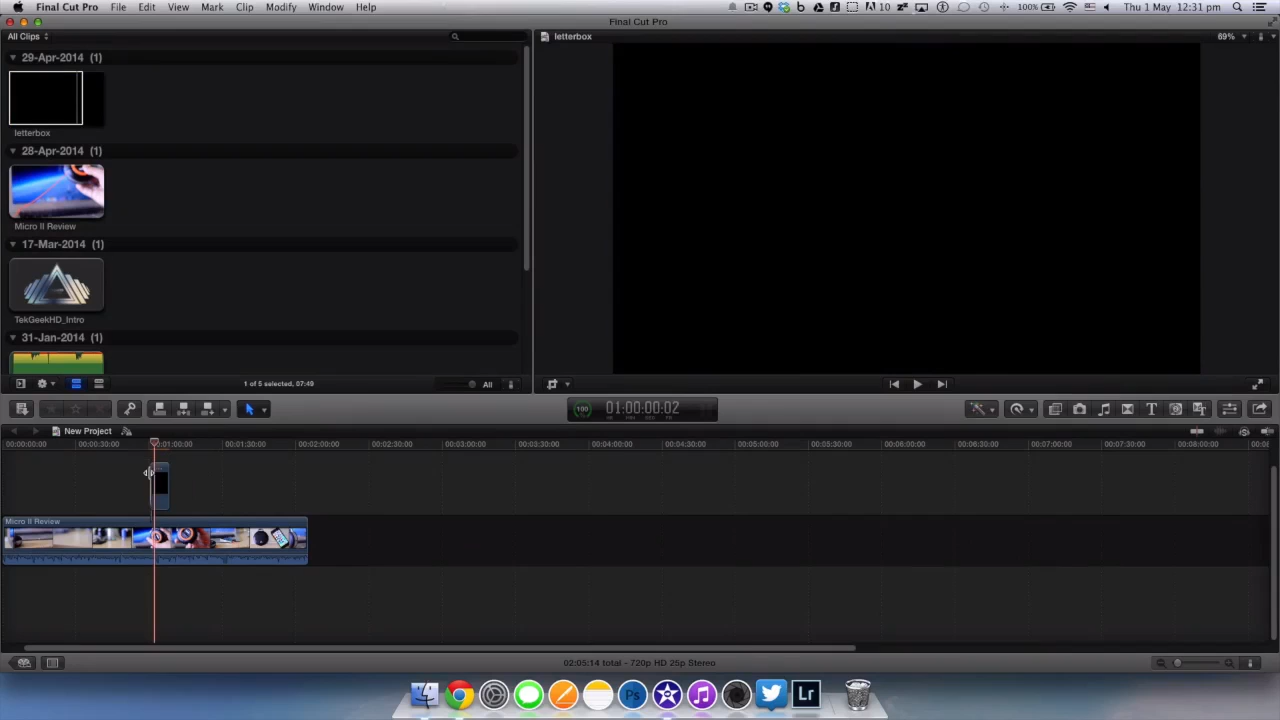 Final Cut Pro File Edit View Mark Clip Modify Window Help 10 100% Thu 1 May 12:31 pm
Final Cut Pro
All Clips
letterbox 69%
29-Apr-2014 (1)
letterbox
28-Apr-2014 (1)
Micro II Review
17-Mar-2014 (1)
TekGeekHD_Intro
31-Jan-2014 (1)
1 of 5 selected, 07:49 All
100 01:00:00:02
New Project
00:00:00:00 00:00:30:00 00:01:00:00 00:01:30:00 00:02:00:00 00:02:30:00 00:03:00:00 00:03:30:00 00:04:00:00 00:04:30:00 00:05:00:00 00:05:30:00 00:06:00:00 00:06:30:00 00:07:00:00 00:07:30:00 00:08:00:00
Micro II Review
02:05:14 total - 720p HD 25p Stereo
Ps Lr